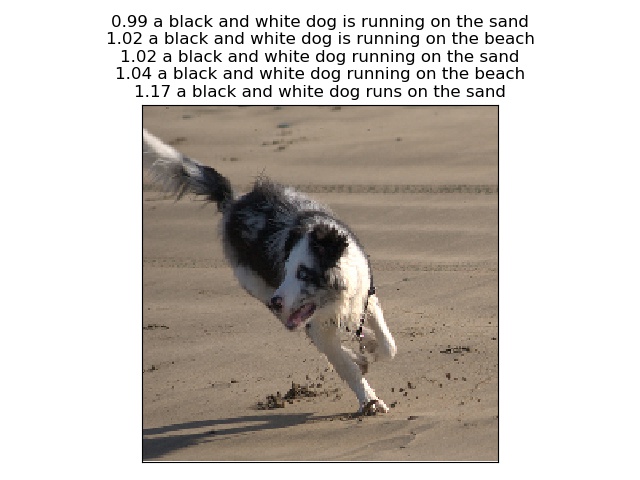 0.99 a black and white dog is running on the sand
1.02 a black and white dog is running on the beach
1.02 a black and white dog running on the sand
1.04 a black and white dog running on the beach
1.17 a black and white dog runs on the sand